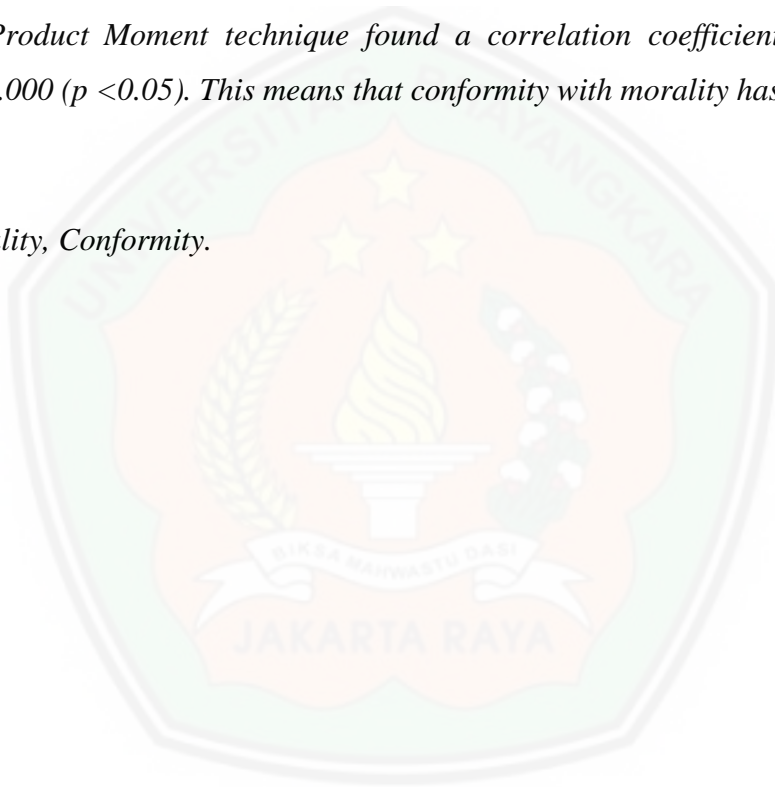 Product Moment technique found a correlation coefficient
.000 (p <0.05). This means that conformity with morality has
lity, Conformity.
UNIVERSITAS BHAYANGKARA
BIKSA MAHWASTU DASI
JAKARTA RAYA